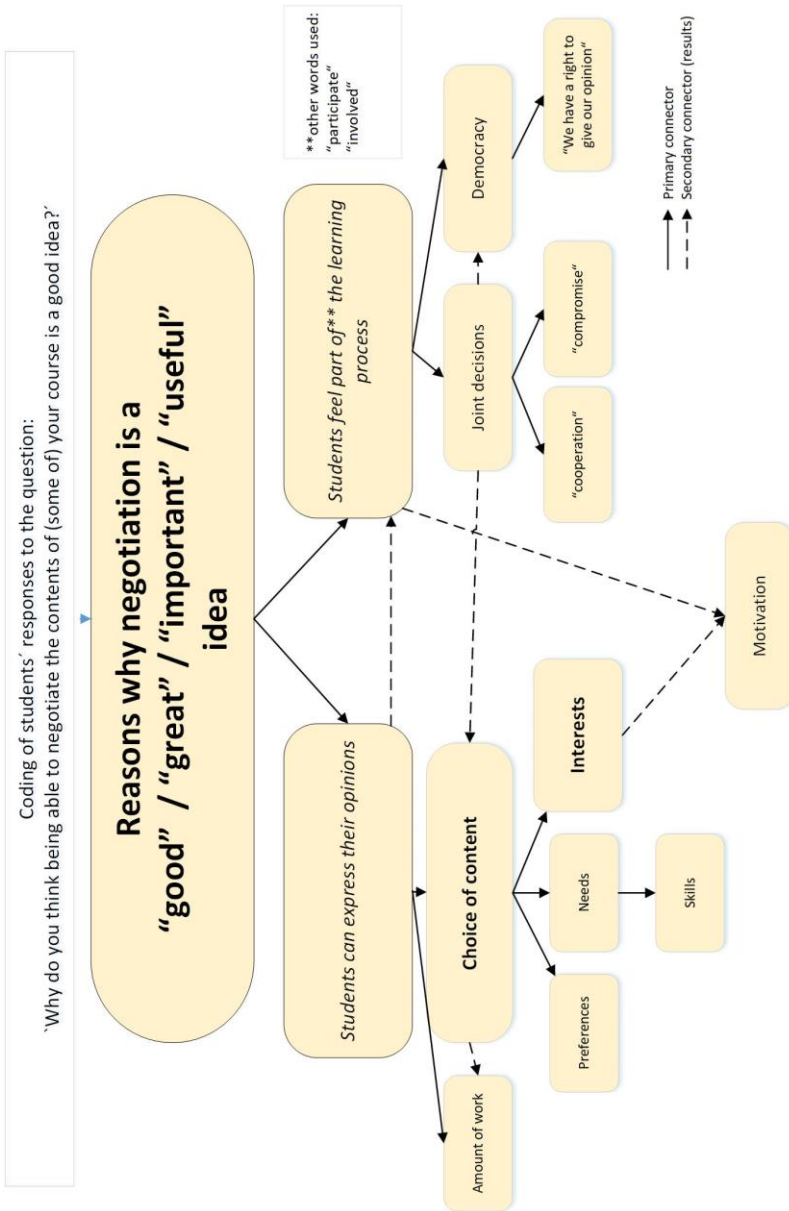 Coding of students´ responses to the question:
`Why do you think being able to negotiate the contents of (some of) your course is a good idea?´
Reasons why negotiation is a
“good” / “great” / “important” / “useful”
idea
**other words used:
“participate“
“involved“
Students can express their opinions
Students feel part of** the learning
process
Amount of work
Choice of content
Joint decisions
Democracy
Preferences
Needs
Interests
“cooperation“
“compromise“
“We have a right to
give our opinion“
Skills
Motivation
Primary connector
Secondary connector (results)